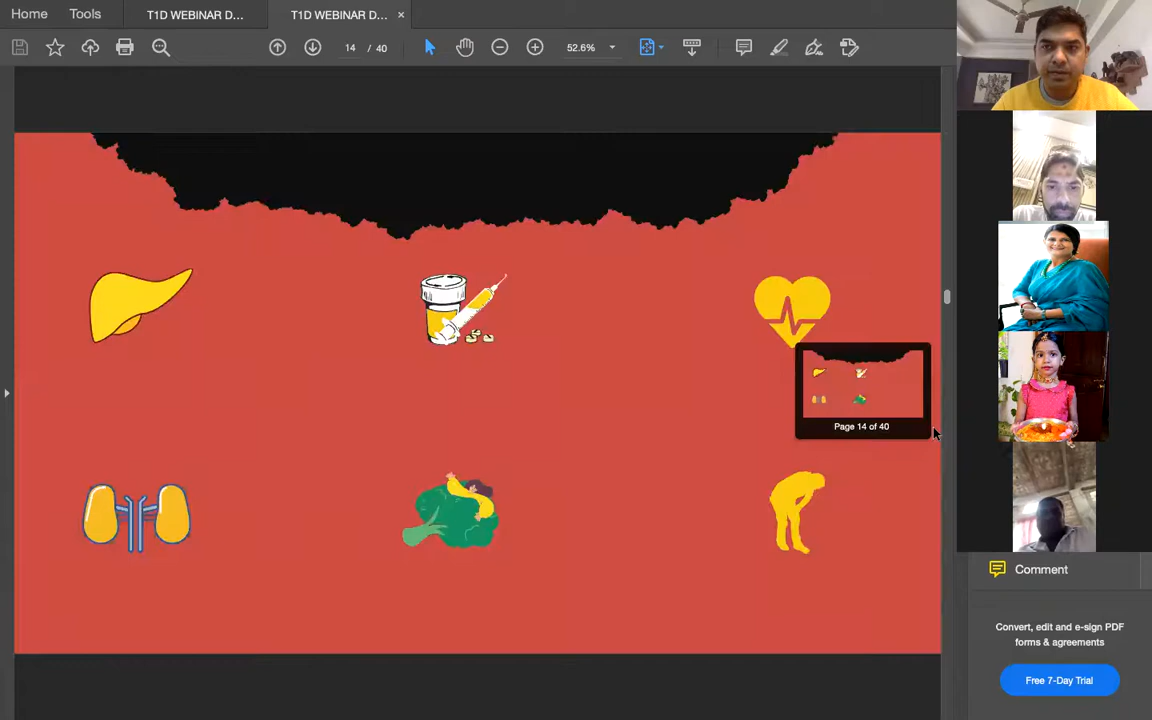 Home
Tools
T1D WEBINAR D...
T1D WEBINAR D...
×
14 / 40
52.6%
Page 14 of 40
Comment
Convert, edit and e-sign PDF
forms & agreements
Free 7-Day Trial